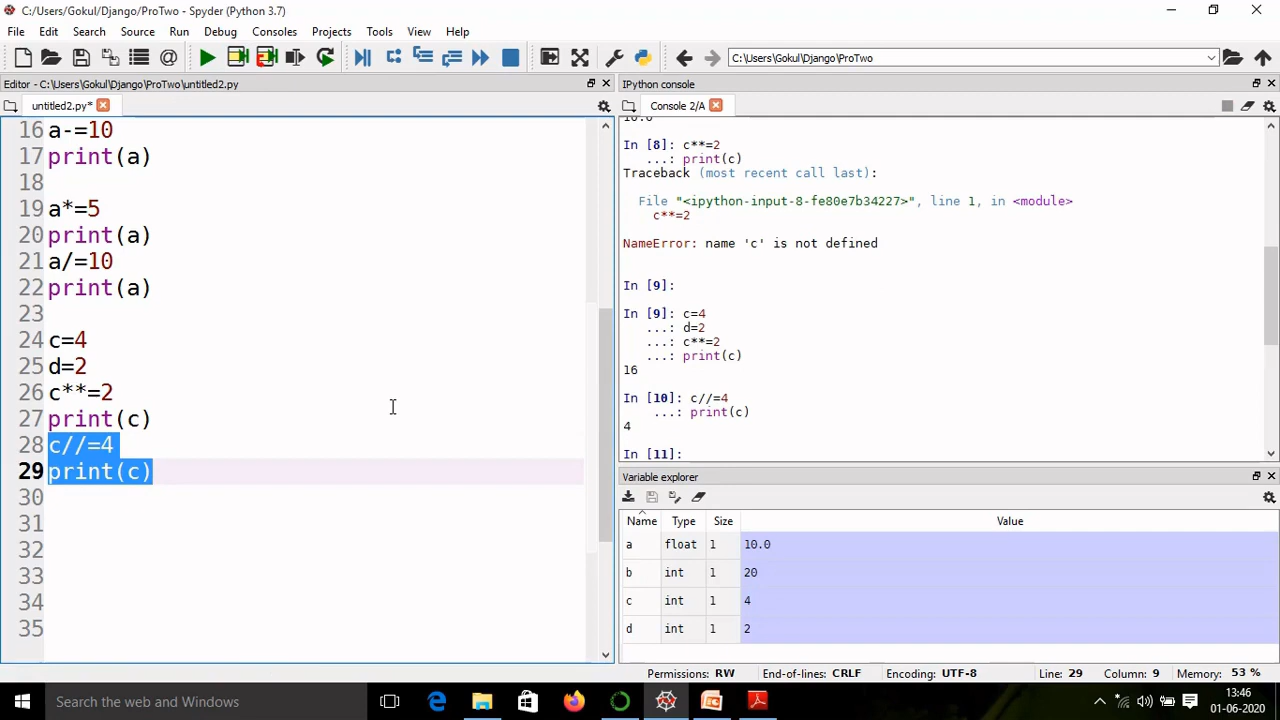 C:/Users/Gokul/Django/ProTwo - Spyder (Python 3.7)
File Edit Search Source Run Debug Consoles Projects Tools View Help
C:\Users\Gokul\Django\ProTwo
Editor - C:\Users\Gokul\Django\ProTwo\untitled2.py
untitled2.py*
16 a-=10
17 print(a)
18
19 a*=5
20 print(a)
21 a/=10
22 print(a)
23
24 c=4
25 d=2
26 c**=2
27 print(c)
28 c//=4
29 print(c)
30
31
32
33
34
35
IPython console
Console 2/A
10.0
In [8]: c**=2
...: print(c)
Traceback (most recent call last):
File "<ipython-input-8-fe80e7b34227>", line 1, in <module>
c**=2
NameError: name 'c' is not defined
In [9]:
In [9]: c=4
...: d=2
...: c**=2
...: print(c)
16
In [10]: c//=4
...: print(c)
4
In [11]:
Variable explorer
Name Type Size Value
a float 1 10.0
b int 1 20
c int 1 4
d int 1 2
Permissions: RW End-of-lines: CRLF Encoding: UTF-8 Line: 29 Column: 9 Memory: 53 %
Search the web and Windows
13:46
01-06-2020